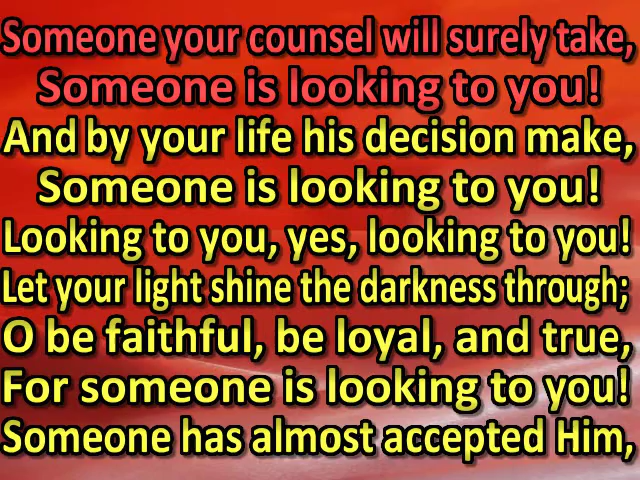 Someone your counsel will surely take,
Someone is looking to you!
And by your life his decision make,
Someone is looking to you!
Looking to you, yes, looking to you!
Let your light shine the darkness through;
O be faithful, be loyal, and true,
For someone is looking to you!
Someone has almost accepted Him,